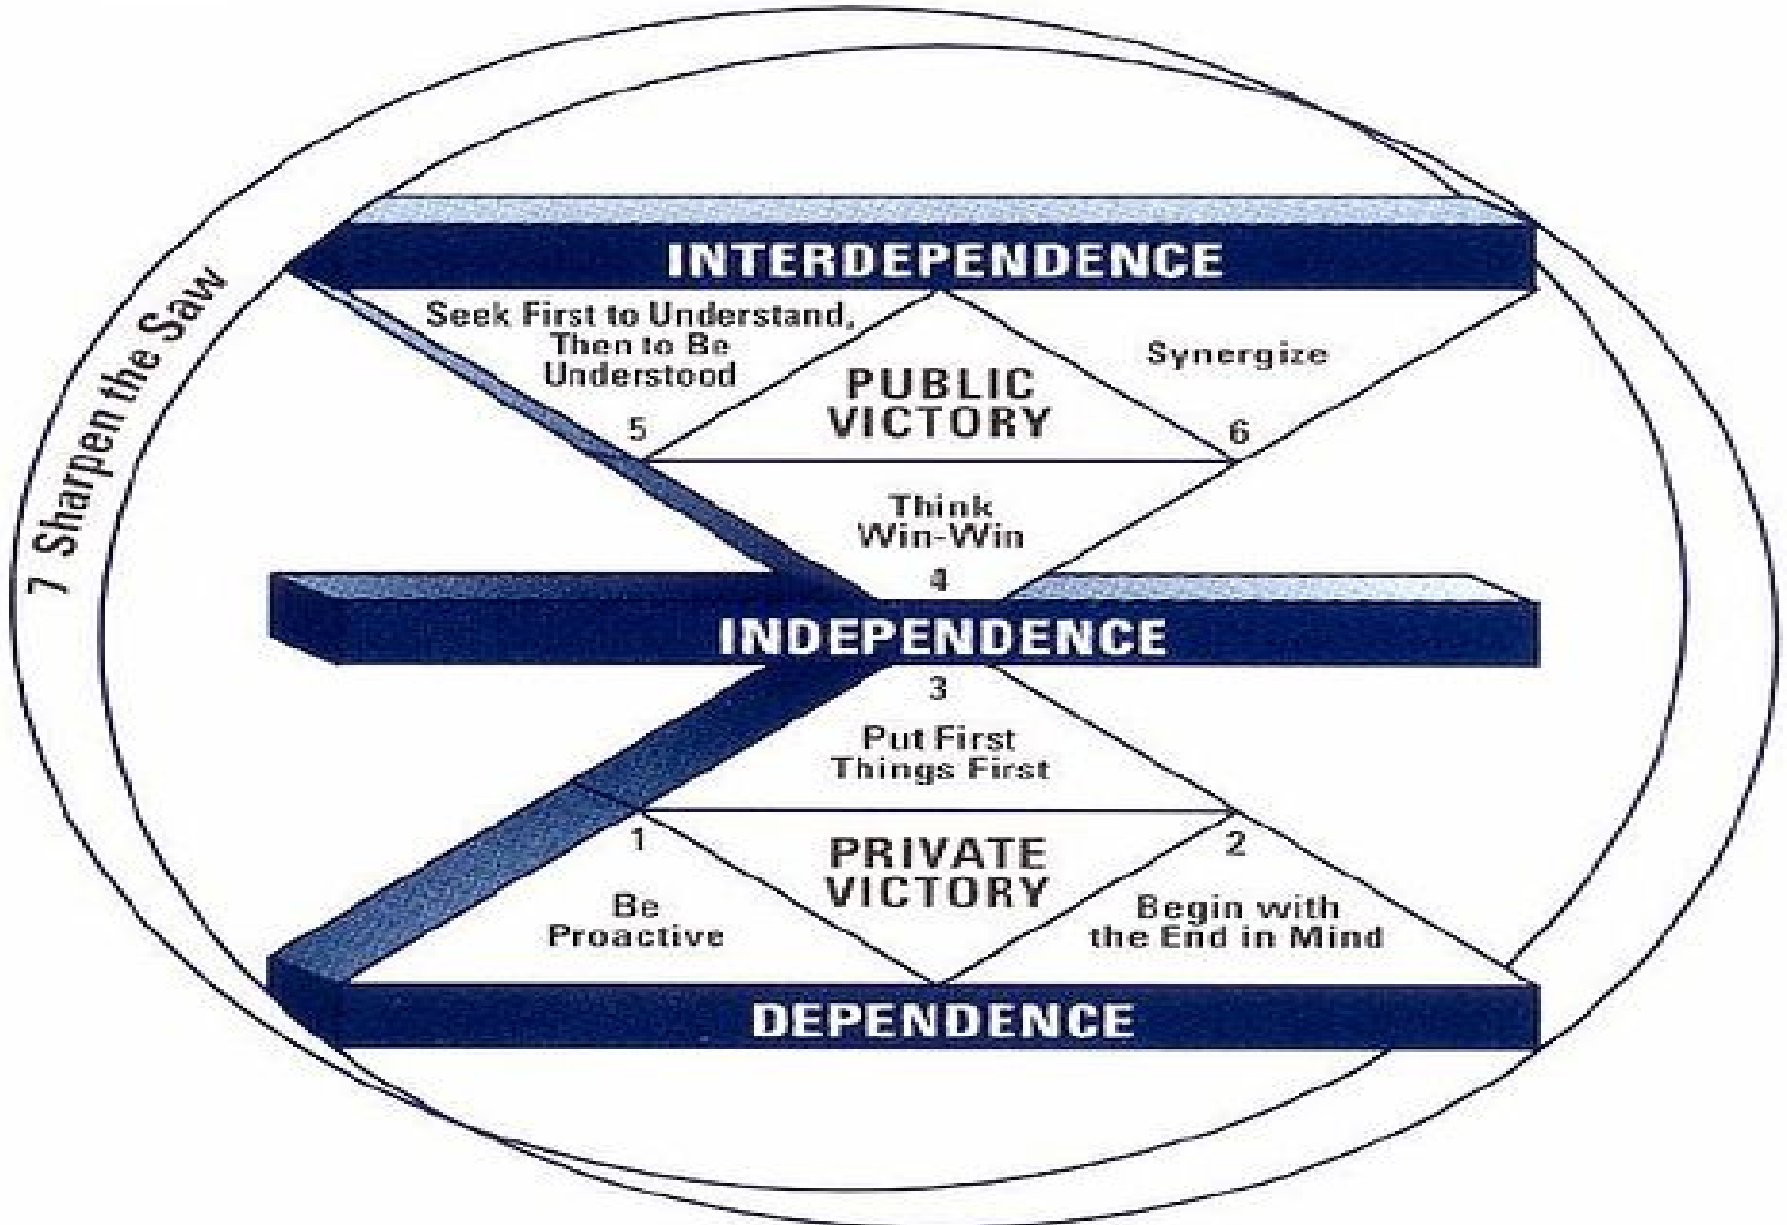 7 Sharpen the Saw
INTERDEPENDENCE
Seek First to Understand,
Then to Be
Understood
5
PUBLIC
VICTORY
Synergize
6
Think
Win-Win
4
INDEPENDENCE
3
Put First
Things First
1
Be
Proactive
PRIVATE
VICTORY
2
Begin with
the End in Mind
DEPENDENCE